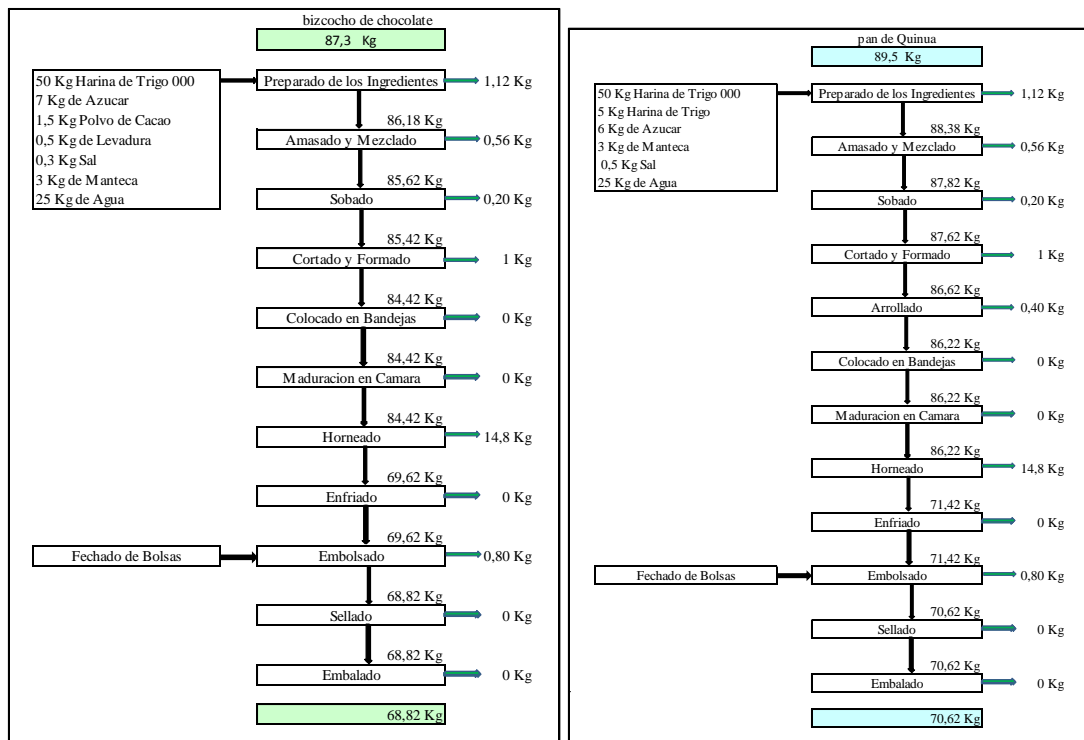 bizcocho de chocolate
87,3 Kg
50 Kg Harina de Trigo 000
7 Kg de Azucar
1,5 Kg Polvo de Cacao
0,5 Kg de Levadura
0,3 Kg Sal
3 Kg de Manteca
25 Kg de Agua
Preparado de los Ingredientes
1,12 Kg
86,18 Kg
Amasado y Mezclado
0,56 Kg
85,62 Kg
Sobado
0,20 Kg
85,42 Kg
Cortado y Formado
1 Kg
84,42 Kg
Colocado en Bandejas
0 Kg
84,42 Kg
Maduracion en Camara
0 Kg
84,42 Kg
Horneado
14,8 Kg
69,62 Kg
Enfriado
0 Kg
69,62 Kg
Fechado de Bolsas
Embolsado
0,80 Kg
68,82 Kg
Sellado
0 Kg
68,82 Kg
Embalado
0 Kg
68,82 Kg
pan de Quinua
89,5 Kg
50 Kg Harina de Trigo 000
5 Kg Harina de Trigo
6 Kg de Azucar
3 Kg de Manteca
0,5 Kg Sal
25 Kg de Agua
Preparado de los Ingredientes
1,12 Kg
88,38 Kg
Amasado y Mezclado
0,56 Kg
87,82 Kg
Sobado
0,20 Kg
87,62 Kg
Cortado y Formado
1 Kg
86,62 Kg
Arrollado
0,40 Kg
86,22 Kg
Colocado en Bandejas
0 Kg
86,22 Kg
Maduracion en Camara
0 Kg
86,22 Kg
Horneado
14,8 Kg
71,42 Kg
Enfriado
0 Kg
71,42 Kg
Fechado de Bolsas
Embolsado
0,80 Kg
70,62 Kg
Sellado
0 Kg
70,62 Kg
Embalado
0 Kg
70,62 Kg